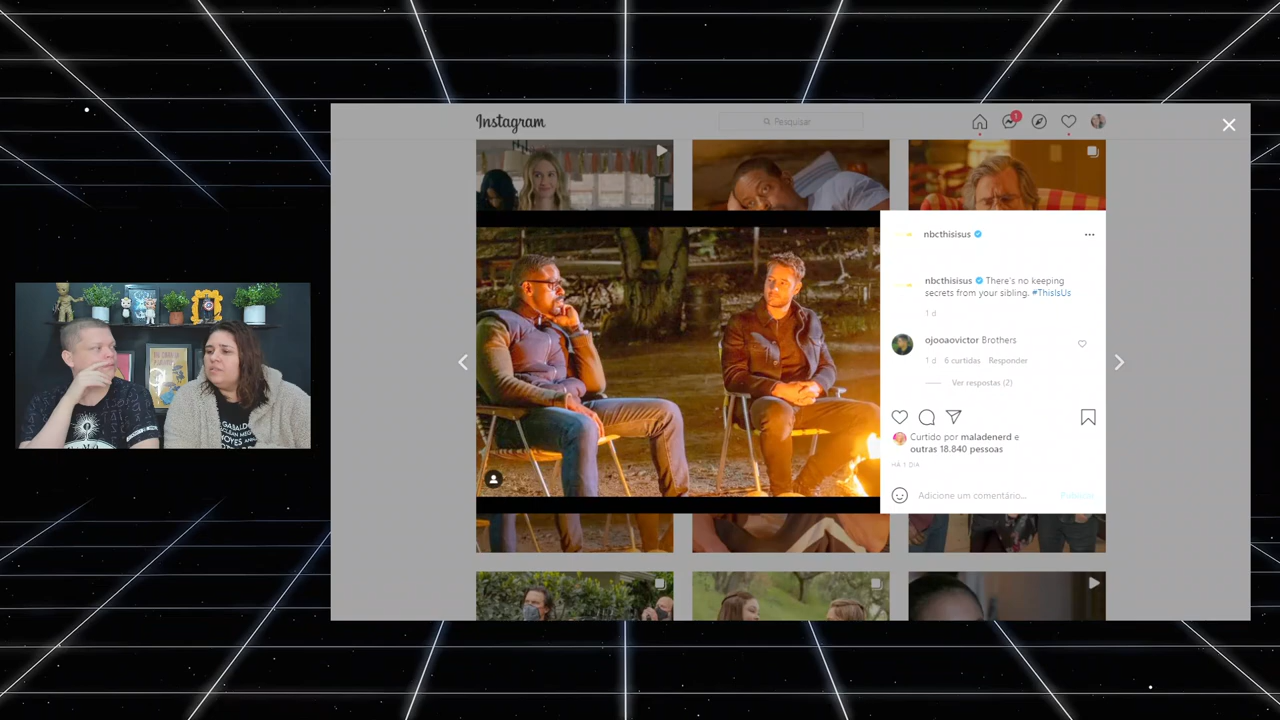 Instagram
Pesquisar
1
nbcthisisus
nbcthisisus There's no keeping
secrets from your sibling. #ThisIsUs
1 d
ojooaovictor Brothers
1 d 6 curtidas Responder
Ver respostas (2)
Curtido por maladenerd e
outras 18.840 pessoas
HÁ 1 DIA
Adicione um comentário... Publicar